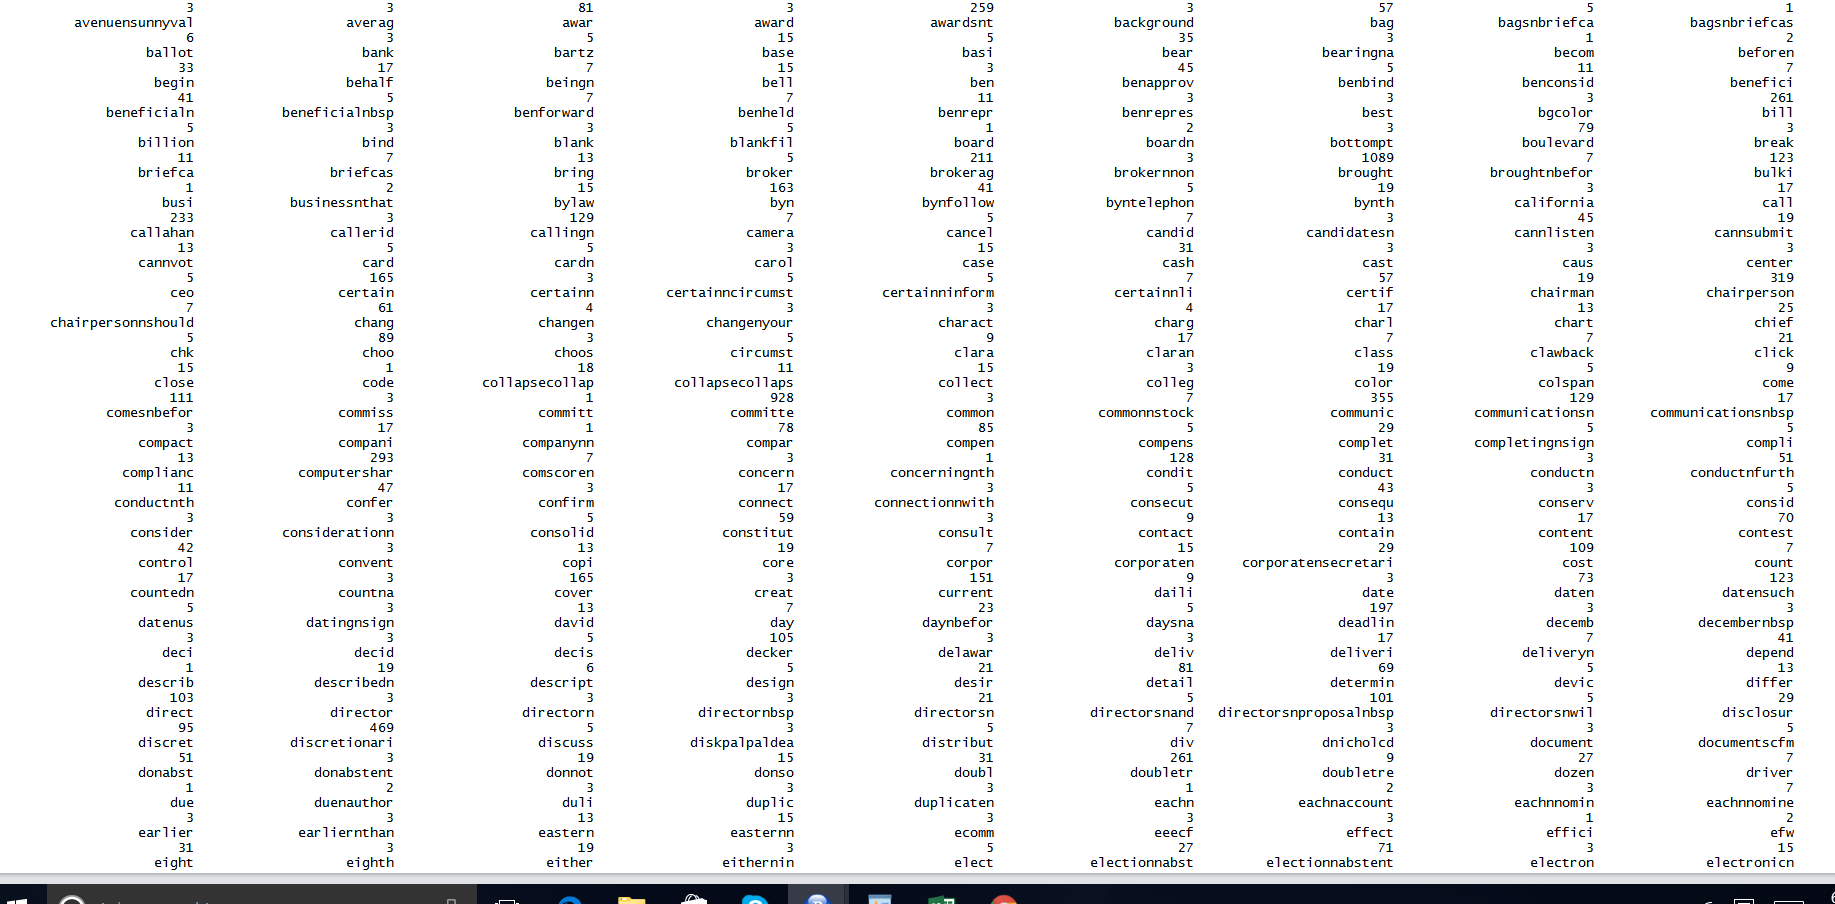 3 3 81 3 259 3 57 5 1
avenuensunnyval averag awar award awardsnt background bag bagsnbriefca bagsnbriefcas
6 3 5 15 5 35 3 1 2
ballot bank bartz base basi bear bearingna becom beforen
33 17 7 15 3 45 5 11 7
begin behalf beingn bell ben benapprov benbind benconsid benefici
41 5 7 7 11 3 3 3 261
beneficialn beneficialnbsp benforward benheld benrepr benrepres best bgcolor bill
5 3 3 5 1 2 3 79 3
billion bind blank blankfil board boardn bottompt boulevard break
11 7 13 5 211 3 1089 7 123
briefca briefcas bring broker brokerag brokernnon brought broughtnbefor bulki
1 2 15 163 41 5 19 3 17
busi businessnthat bylaw byn bynfollow byntelephon bynth california call
233 3 129 7 5 7 3 45 19
callahan callerid callingn camera cancel candid candidatesn cannlisten cannsubmit
13 5 5 3 15 31 3 3 3
cannvot card cardn carol case cash cast caus center
5 165 3 5 5 7 57 19 319
ceo certain certainn certainncircumst certainninform certainnli certif chairman chairperson
7 61 4 3 3 4 17 13 25
chairpersonnshould chang changen changenyour charact charg charl chart chief
5 89 3 5 9 17 7 7 21
chk choo choos circumst clara claran class clawback click
15 1 18 11 15 3 19 5 9
close code collapsecollap collapsecollaps collect colleg color colspan come
111 3 1 928 3 7 355 129 17
comesnbefor commiss committ committe common commonnstock communic communicationsn communicationsnbsp
3 17 1 78 85 5 29 5 5
compact compani companynn compar compen compens complet completingnsign compli
13 293 7 3 1 128 31 3 51
complianc computershar comscoren concern concerningnth condit conduct conductn conductnfurth
11 47 3 17 3 5 43 3 5
conductnth confer confirm connect connectionnwith consecut consequ conserv consid
3 3 5 59 3 9 13 17 70
consider considerationn consolid constitut consult contact contain content contest
42 3 13 19 7 15 29 109 7
control convent copi core corpor corporaten corporatensecretari cost count
17 3 165 3 151 9 3 73 123
countedn countna cover creat current daili date daten datensuch
5 3 13 7 23 5 197 3 3
datenus datingnsign david day daynbefor daysna deadlin decemb decembernbsp
3 3 5 105 3 3 17 7 41
deci decid decis decker delawar deliv deliveri deliveryn depend
1 19 6 5 21 81 69 5 13
describ describedn descript design desir detail determin devic differ
103 3 3 3 21 5 101 5 29
direct director directorn directornbsp directorsn directorsnand directorsnproposalnbsp directorsnwil disclosur
95 469 5 3 5 7 3 3 5
discret discretionari discuss diskpalpaldea distribut div dnicholcd document documentscfm
51 3 19 15 31 261 9 27 7
donabst donabstent donnot donso doubl doubletr doubletre dozen driver
1 2 3 3 3 1 2 3 7
due duenauthor duli duplic duplicaten eachn eachnaccount eachnnomin eachnnomine
3 3 13 15 3 3 3 1 2
earlier earliernthan eastern easternn ecomm eeecf effect effici efw
31 3 19 3 5 27 71 3 15
eight eighth either eithernin elect electionnabst electionnabstent electron electronicn